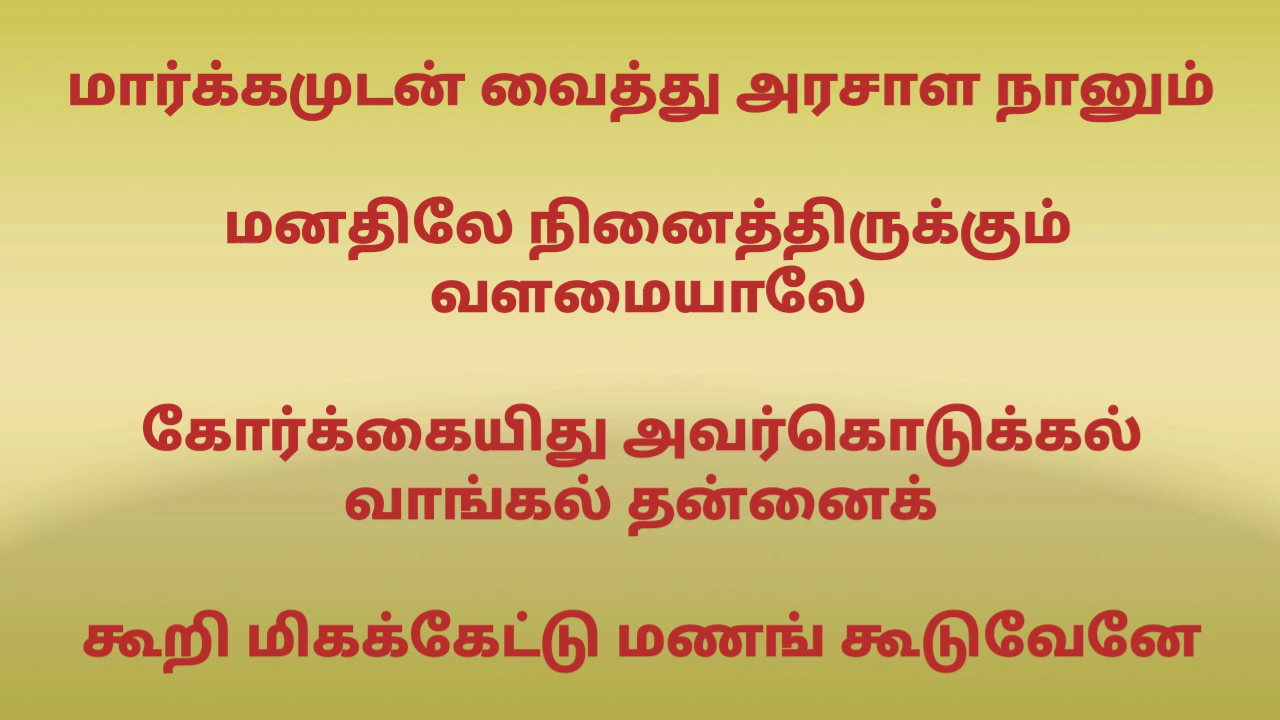 மார்க்கமுடன் வைத்து அரசாள நானும்
மனதிலே நினைத்திருக்கும்
வளமையாலே
கோர்க்கையிது அவர்கொடுக்கல்
வாங்கல் தன்னைக்
கூறி மிகக்கேட்டு மணங் கூடுவேனே